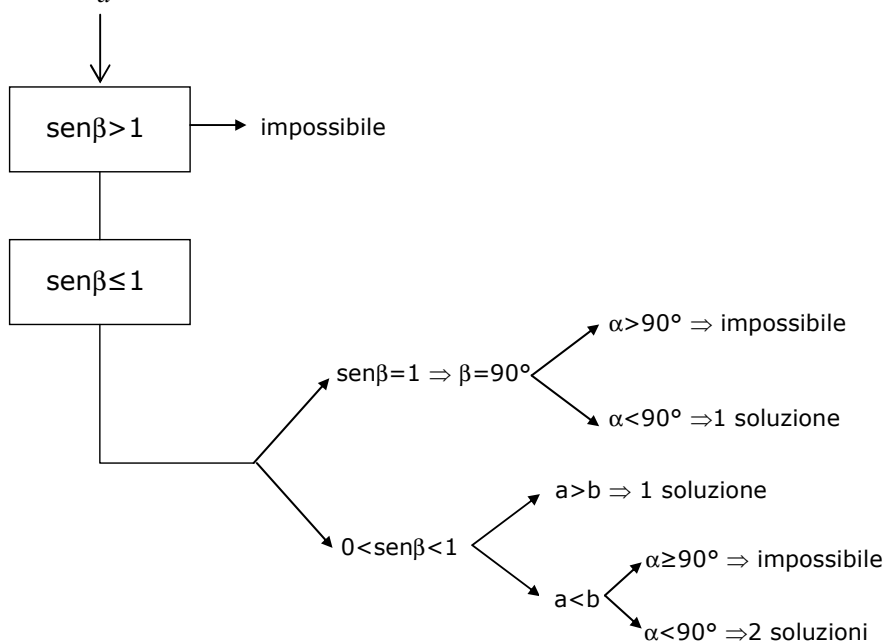 senβ>1
impossibile
senβ≤1
α>90° ⇒ impossibile
senβ=1 ⇒ β=90°
α<90° ⇒1 soluzione
a>b ⇒ 1 soluzione
0<senβ<1
α≥90° ⇒ impossibile
a<b
α<90° ⇒2 soluzioni